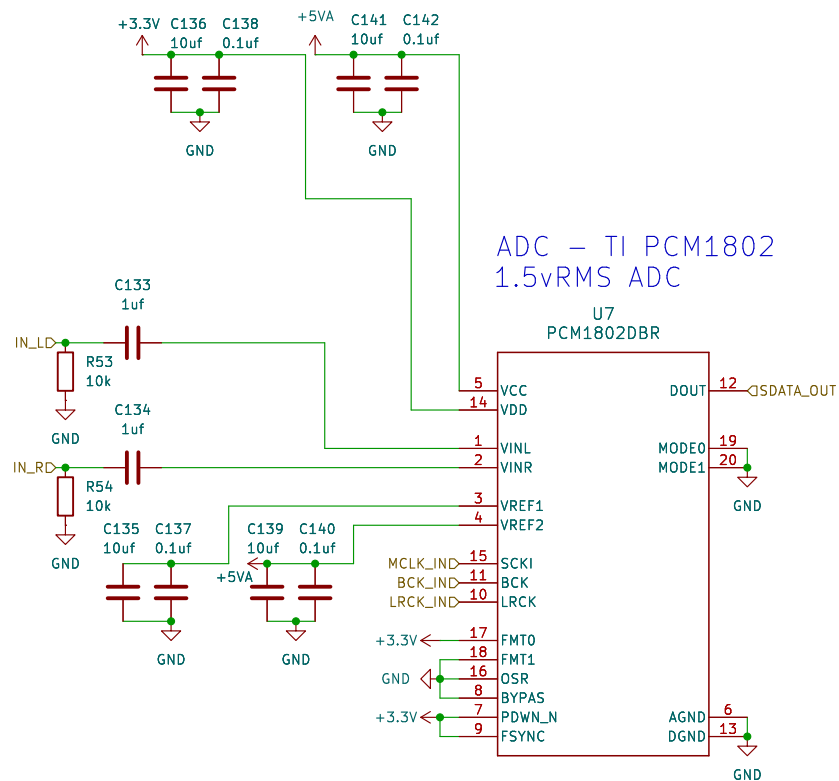 +3.3V
C136
10uf
C138
0.1uf
GND
+5VA
C141
10uf
C142
0.1uf
GND
ADC - TI PCM1802
1.5vRMS ADC
U7
PCM1802DBR
C133
1uf
IN_L
R53
10k
GND
C134
1uf
IN_R
R54
10k
GND
C135
10uf
C137
0.1uf
GND
+5VA
C139
10uf
C140
0.1uf
GND
5 VCC
14 VDD
1 VINL
2 VINR
3 VREF1
4 VREF2
MCLK_IN 15 SCKI
BCK_IN 11 BCK
LRCK_IN 10 LRCK
+3.3V 17 FMT0
18 FMT1
GND 16 OSR
8 BYPAS
+3.3V 7 PDWN_N
9 FSYNC
DOUT 12 SDATA_OUT
MODE0 19
MODE1 20
GND
AGND 6
DGND 13
GND